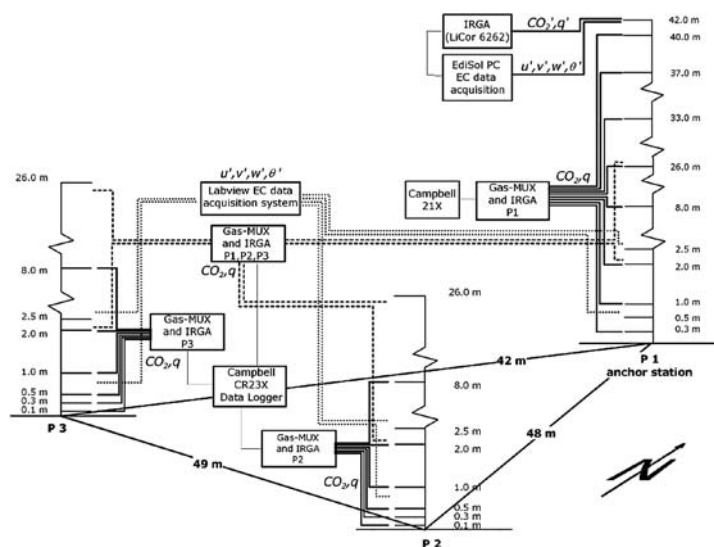 IRGA
(LiCor 6262)
CO2',q'
EdiSol PC
EC data
acquisition
u',v',w',θ'
42.0 m
40.0 m
37.0 m
33.0 m
26.0 m
8.0 m
2.5 m
2.0 m
1.0 m
0.5 m
0.3 m
P 1
anchor station
Campbell
21X
Gas-MUX
and IRGA
P1
CO2,q
u',v',w',θ'
Labview EC data
acquisition system
Gas-MUX
and IRGA
P1,P2,P3
CO2,q
26.0 m
8.0 m
2.5 m
2.0 m
1.0 m
0.5 m
0.3 m
0.1 m
P 3
Gas-MUX
and IRGA
P3
CO2,q
Campbell
CR23X
Data Logger
Gas-MUX
and IRGA
P2
CO2,q
26.0 m
8.0 m
2.5 m
2.0 m
1.0 m
0.5 m
0.3 m
0.1 m
P 2
42 m
48 m
49 m
N